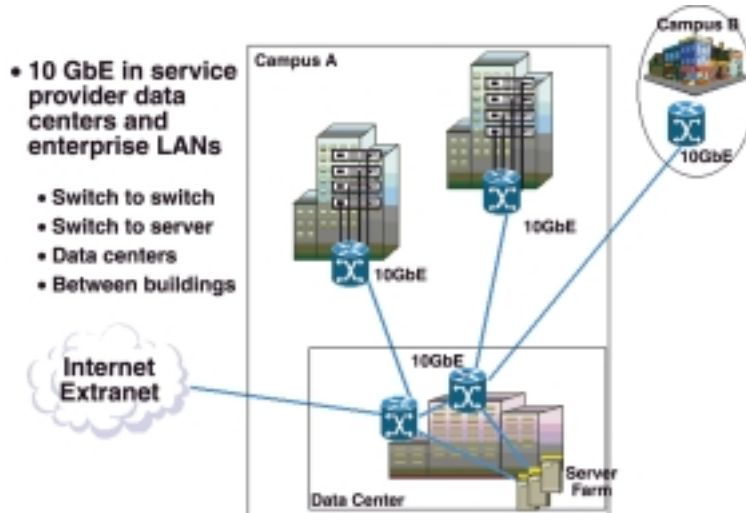 • 10 GbE in service
provider data
centers and
enterprise LANs
• Switch to switch
• Switch to server
• Data centers
• Between buildings
Internet
Extranet
Campus A
10GbE
10GbE
Campus B
10GbE
10GbE
Server
Farm
Data Center